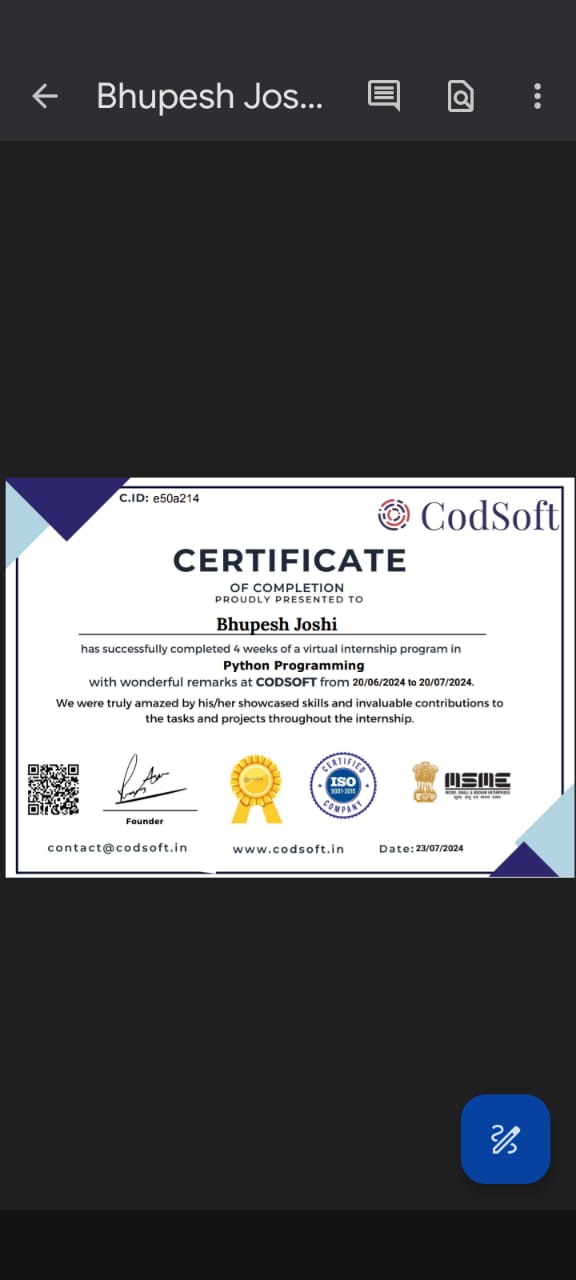 Bhupesh Jos...
C.ID: e50a214
CodSoft
CERTIFICATE
OF COMPLETION
PROUDLY PRESENTED TO
Bhupesh Joshi
has successfully completed 4 weeks of a virtual internship program in
Python Programming
with wonderful remarks at CODSOFT from 20/06/2024 to 20/07/2024.
We were truly amazed by his/her showcased skills and invaluable contributions to
the tasks and projects throughout the internship.
CERTIFIED
ISO
9001-2015
COMPANY
MSME
MICRO, SMALL & MEDIUM ENTERPRISES
Founder
contact@codsoft.in
www.codsoft.in
Date: 23/07/2024